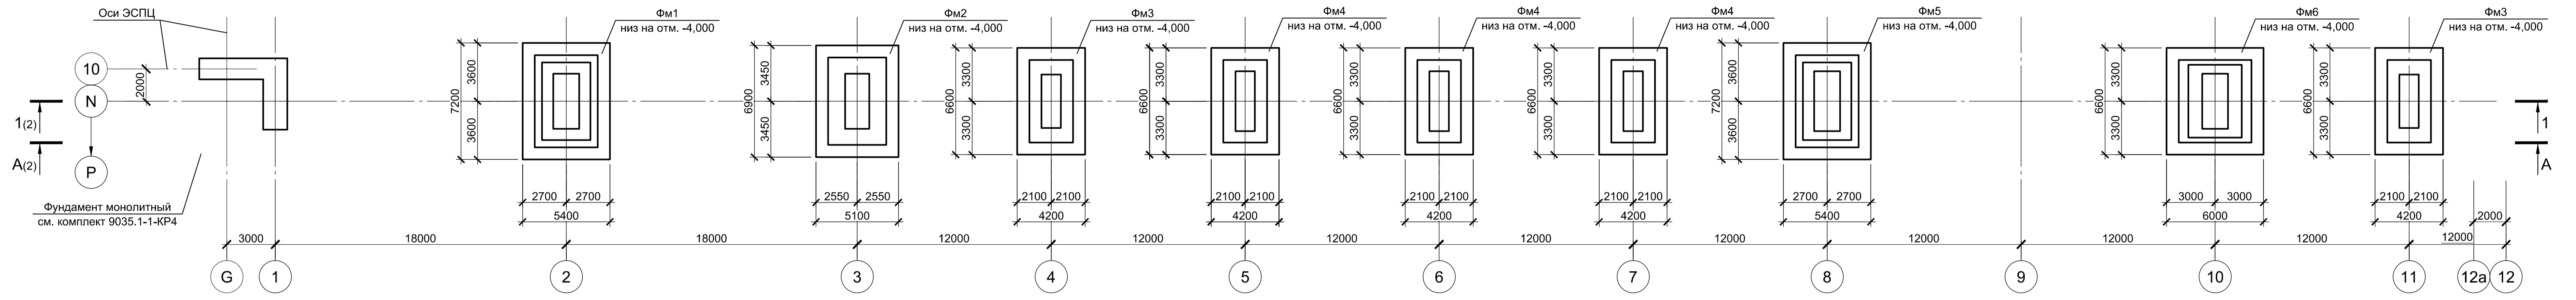 Оси ЭСПЦ
Фм1
низ на отм. -4,000
Фм2
низ на отм. -4,000
Фм3
низ на отм. -4,000
Фм4
низ на отм. -4,000
Фм4
низ на отм. -4,000
Фм4
низ на отм. -4,000
Фм5
низ на отм. -4,000
Фм6
низ на отм. -4,000
Фм3
низ на отм. -4,000
10
N
P
2000
1(2)
А(2)
Фундамент монолитный
см. комплект 9035.1-1-КР4
7200
3600
3600
6900
3450
3450
6600
3300
3300
6600
3300
3300
6600
3300
3300
6600
3300
3300
7200
3600
3600
6600
3300
3300
6600
3300
3300
1
А
2700 2700
5400
2550 2550
5100
2100 2100
4200
2100 2100
4200
2100 2100
4200
2100 2100
4200
2700 2700
5400
3000 3000
6000
2100 2100
4200
2000
3000 18000 18000 12000 12000 12000 12000 12000 12000 12000 12000 12000
G 1 2 3 4 5 6 7 8 9 10 11 12а 12